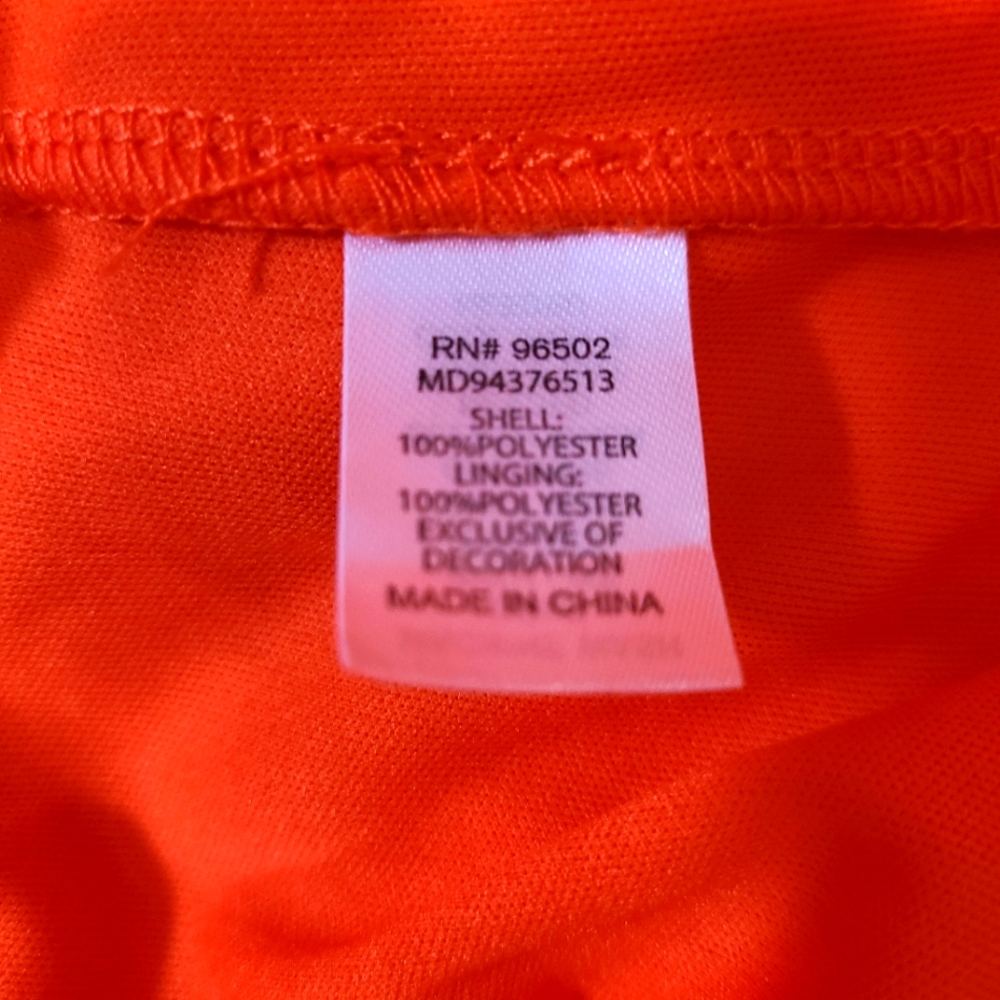 RN# 96502
MD94376513
SHELL:
100%POLYESTER
LINGING:
100%POLYESTER
EXCLUSIVE OF
DECORATION
MADE IN CHINA